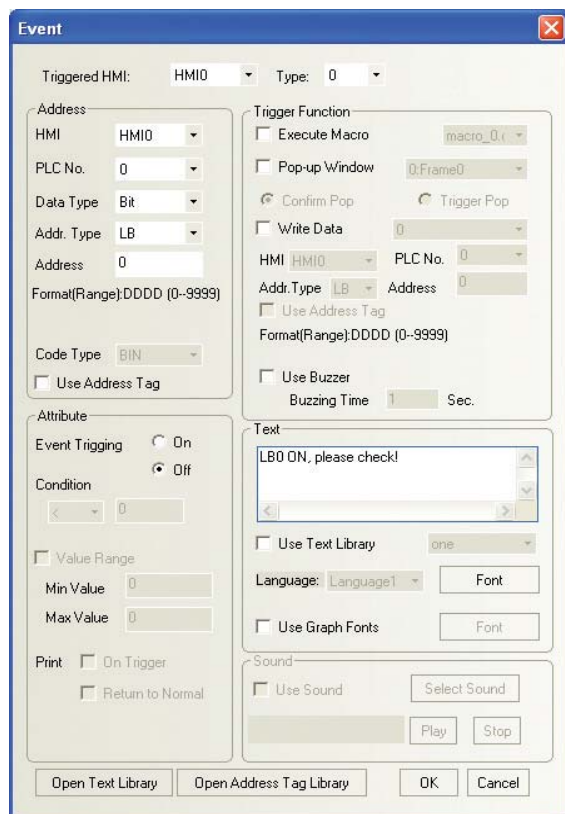 Event
Triggered HMI: HMI0 Type: 0
Address
HMI HMI0
PLC No. 0
Data Type Bit
Addr. Type LB
Address 0
Format(Range):DDDD (0--9999)
Code Type BIN
Use Address Tag
Trigger Function
Execute Macro macro_0.c
Pop-up Window 0:Frame0
Confirm Pop Trigger Pop
Write Data 0
HMI HMI0 PLC No. 0
Addr.Type LB Address 0
Use Address Tag
Format(Range):DDDD (0--9999)
Use Buzzer
Buzzing Time 1 Sec.
Attribute
Event Trigging On
Off
Condition
< 0
Value Range
Min Value 0
Max Value 0
Print On Trigger
Return to Normal
Text
LB0 ON, please check!
Use Text Library one
Language: Language1 Font
Use Graph Fonts Font
Sound
Use Sound Select Sound
Play Stop
Open Text Library Open Address Tag Library OK Cancel